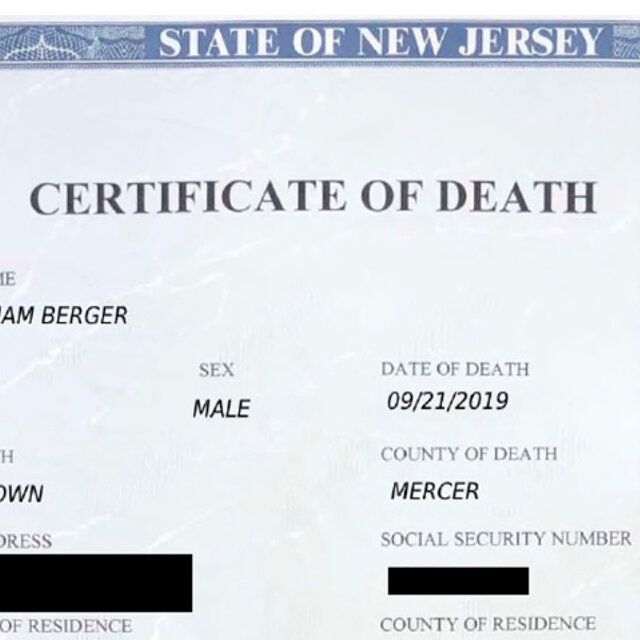 STATE OF NEW JERSEY
CERTIFICATE OF DEATH
ME
IAM BERGER
SEX
DATE OF DEATH
MALE
09/21/2019
TH
COUNTY OF DEATH
OWN
MERCER
DRESS
SOCIAL SECURITY NUMBER
OF RESIDENCE
COUNTY OF RESIDENCE